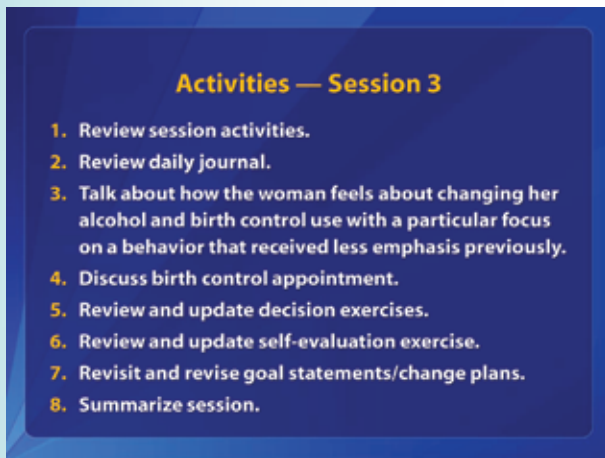 Activities — Session 3
1. Review session activities.
2. Review daily journal.
3. Talk about how the woman feels about changing her
alcohol and birth control use with a particular focus
on a behavior that received less emphasis previously.
4. Discuss birth control appointment.
5. Review and update decision exercises.
6. Review and update self-evaluation exercise.
7. Revisit and revise goal statements/change plans.
8. Summarize session.